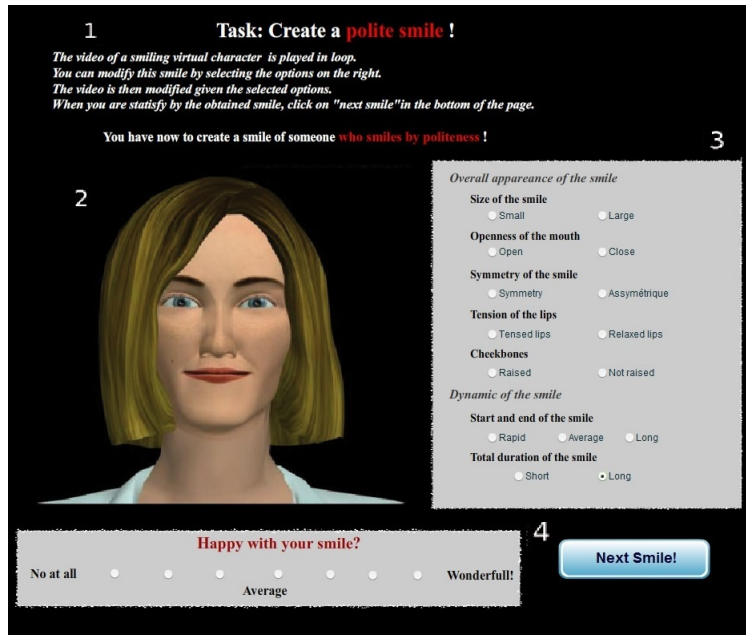 1
Task: Create a polite smile !
The video of a smiling virtual character is played in loop.
You can modify this smile by selecting the options on the right.
The video is then modified given the selected options.
When you are statisfy by the obtained smile, click on "next smile"in the bottom of the page.
You have now to create a smile of someone who smiles by politeness !
2
3
Overall appareance of the smile
Size of the smile
Small Large
Openness of the mouth
Open Close
Symmetry of the smile
Symmetry Assymétrique
Tension of the lips
Tensed lips Relaxed lips
Cheekbones
Raised Not raised
Dynamic of the smile
Start and end of the smile
Rapid Average Long
Total duration of the smile
Short Long
4
Happy with your smile?
No at all Wonderfull!
Average
Next Smile!